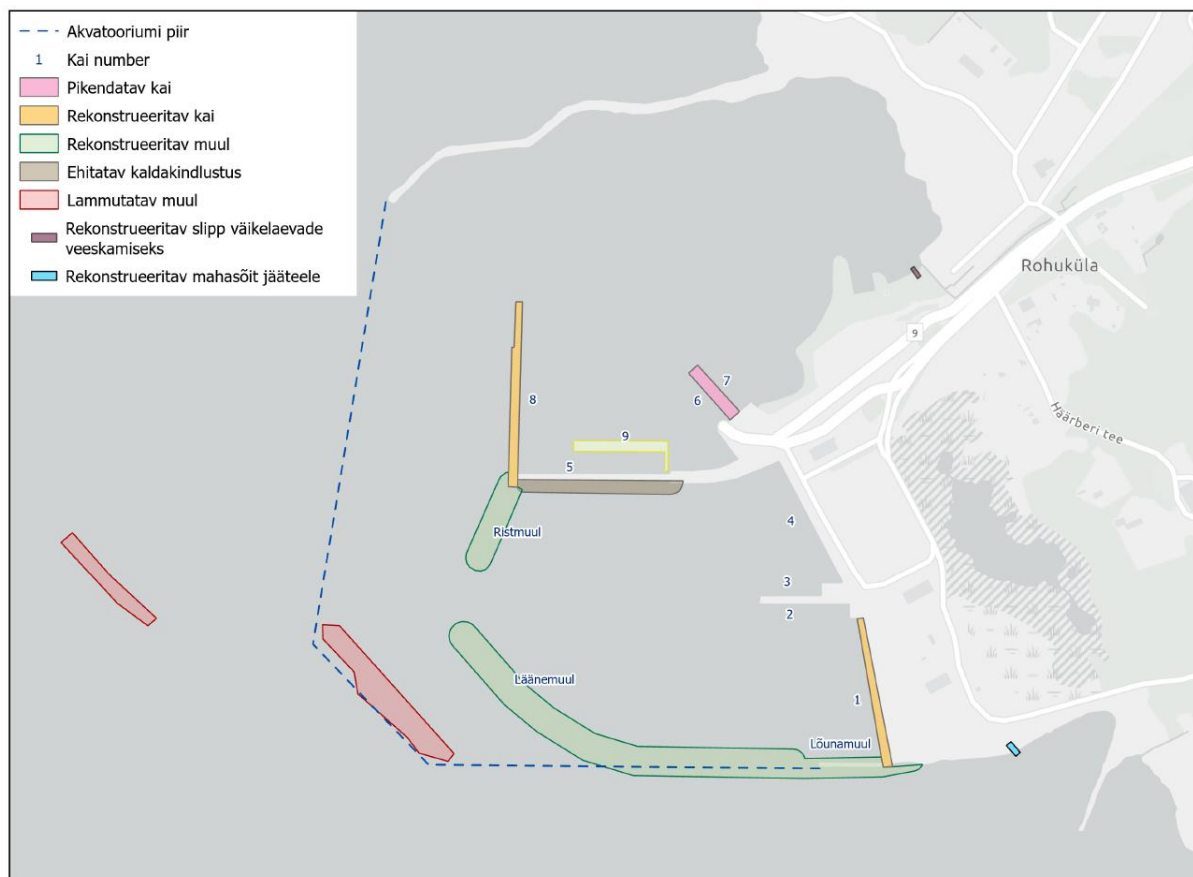 Akvatooriumi piir
1 Kai number
Pikendatav kai
Rekonstrueeritav kai
Rekonstrueeritav muul
Ehitatav kaldakindlustus
Lammutatav muul
Rekonstrueeritav slipp väikelaevade
veeskamiseks
Rekonstrueeritav mahasõit jääteele
Rohuküla
9
7
6
8
Häärberi tee
9
5
4
Ristmuul
3
2
Läänemuul
1
Lõunamuul